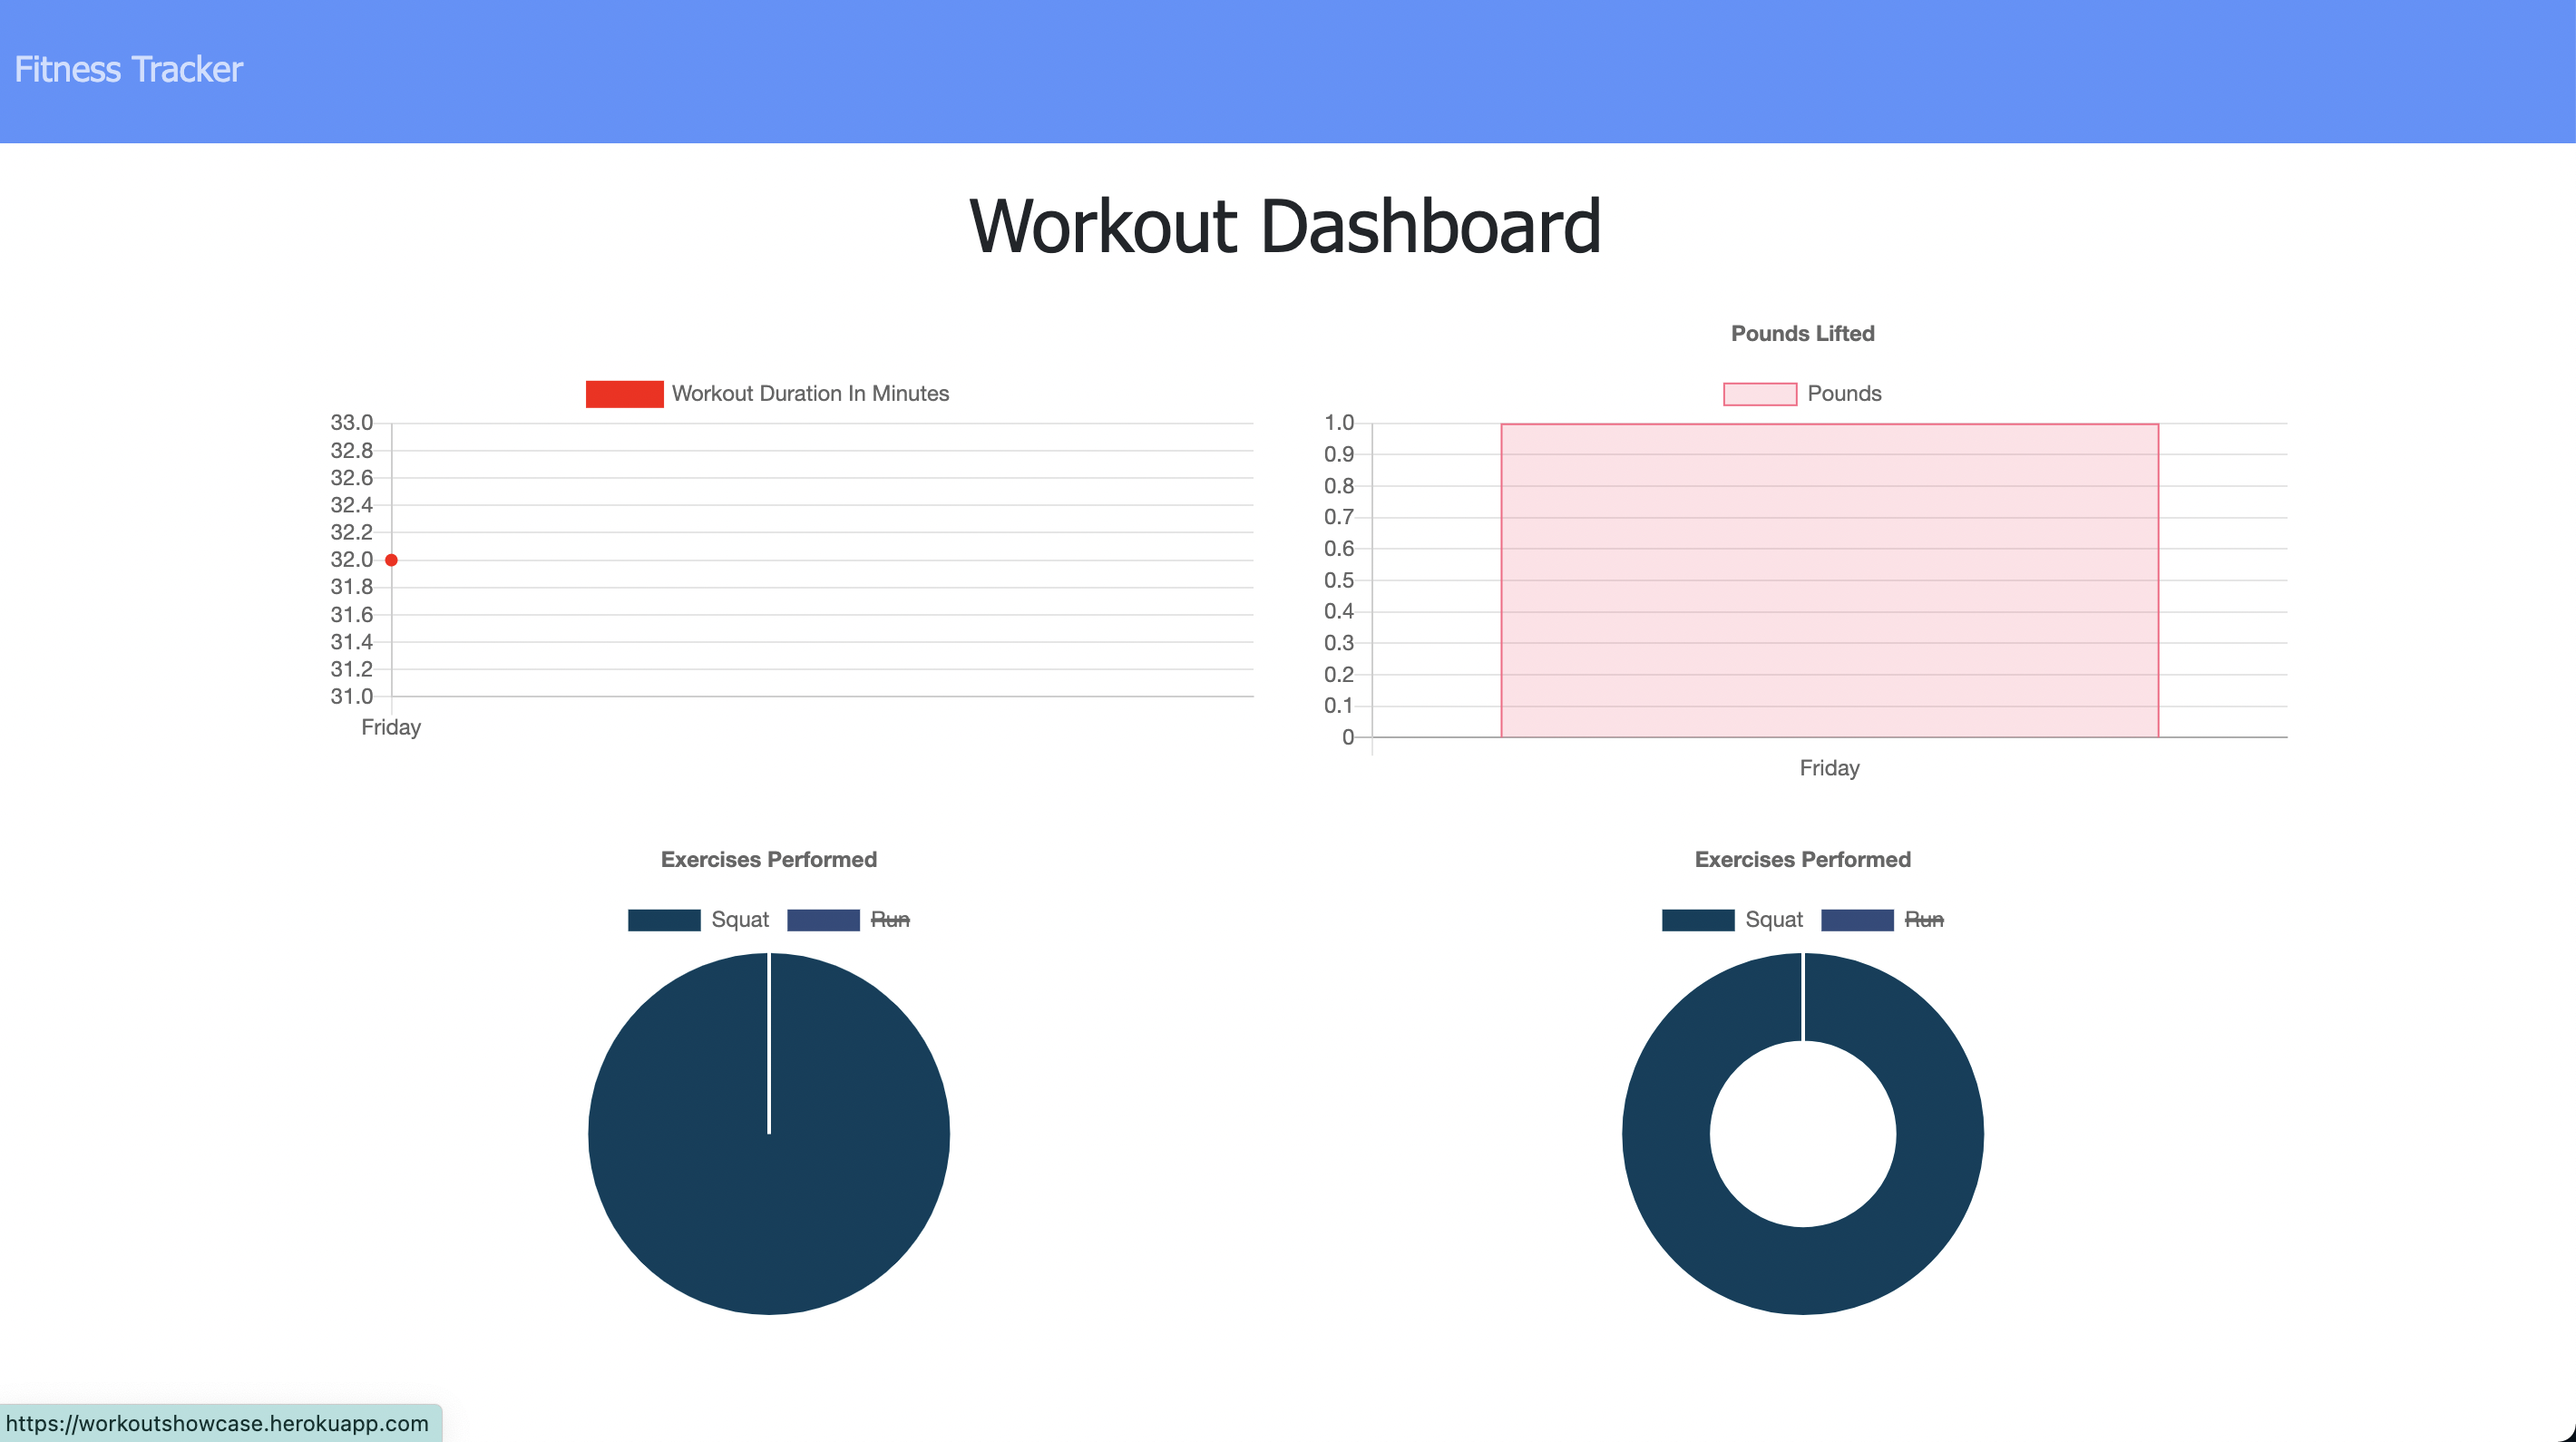 Fitness Tracker
Workout Dashboard
Workout Duration In Minutes
33.0
32.8
32.6
32.4
32.2
32.0
31.8
31.6
31.4
31.2
31.0
Friday
Pounds Lifted
Pounds
1.0
0.9
0.8
0.7
0.6
0.5
0.4
0.3
0.2
0.1
0
Friday
Exercises Performed
Squat Run
Exercises Performed
Squat Run
https://workoutshowcase.herokuapp.com